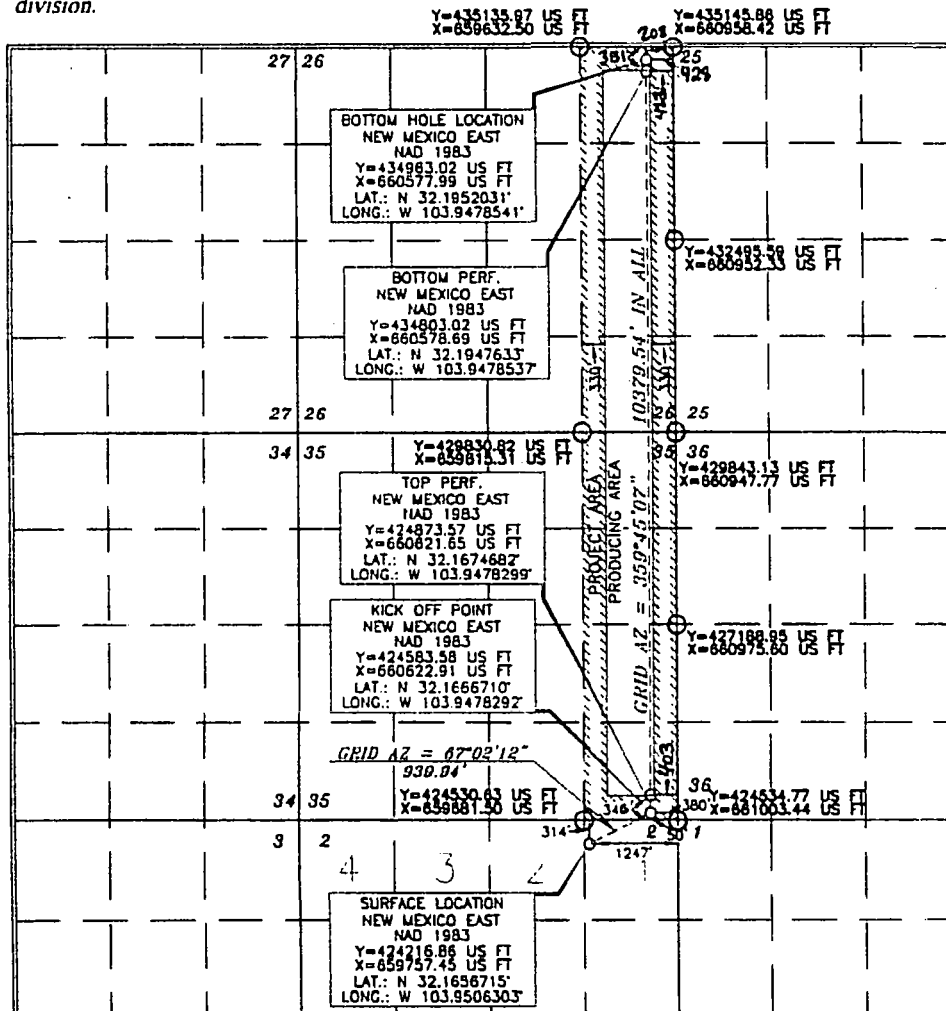 division.
Y=435135.97 US FT
X=659632.50 US FT
Y=435145.88 US FT
X=660958.42 US FT
208
27 26
351'
25
928
413
BOTTOM HOLE LOCATION
NEW MEXICO EAST
NAD 1983
Y=434963.02 US FT
X=660577.99 US FT
LAT.: N 32.1952031°
LONG.: W 103.9478541°
Y=432495.59 US FT
X=660952.33 US FT
BOTTOM PERF.
NEW MEXICO EAST
NAD 1983
Y=434803.02 US FT
X=660578.69 US FT
LAT.: N 32.1947633°
LONG.: W 103.9478537°
GRID AZ = 359°45'07" 10379.54' IN ALL
330
330
27 26
26 25
34 35
35 36
Y=429830.82 US FT
X=659615.31 US FT
Y=429843.13 US FT
X=660947.77 US FT
PROJECT AREA
PRODUCING AREA
TOP PERF.
NEW MEXICO EAST
NAD 1983
Y=424873.57 US FT
X=660621.65 US FT
LAT.: N 32.1674682°
LONG.: W 103.9478299°
KICK OFF POINT
NEW MEXICO EAST
NAD 1983
Y=424583.58 US FT
X=660622.91 US FT
LAT.: N 32.1666710°
LONG.: W 103.9478292°
Y=427188.95 US FT
X=660975.60 US FT
GRID AZ = 67°02'12"
939.94'
403
34 35
36
Y=424530.63 US FT
X=659681.50 US FT
346'
380'
Y=424534.77 US FT
X=661003.44 US FT
3 2
314'
2
50'
1
1247'
4 3 2 1
SURFACE LOCATION
NEW MEXICO EAST
NAD 1983
Y=424216.86 US FT
X=659757.45 US FT
LAT.: N 32.1656715°
LONG.: W 103.9506303°